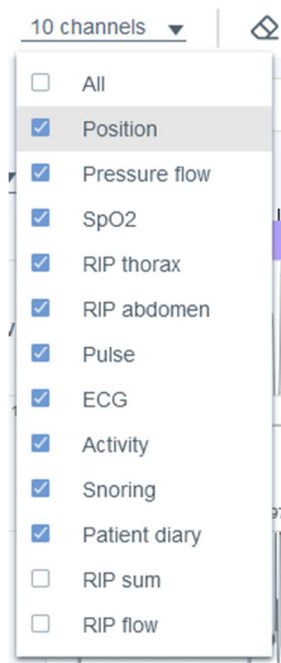 10 channels
All
Position
Pressure flow
SpO2
RIP thorax
RIP abdomen
Pulse
ECG
Activity
Snoring
Patient diary
RIP sum
RIP flow